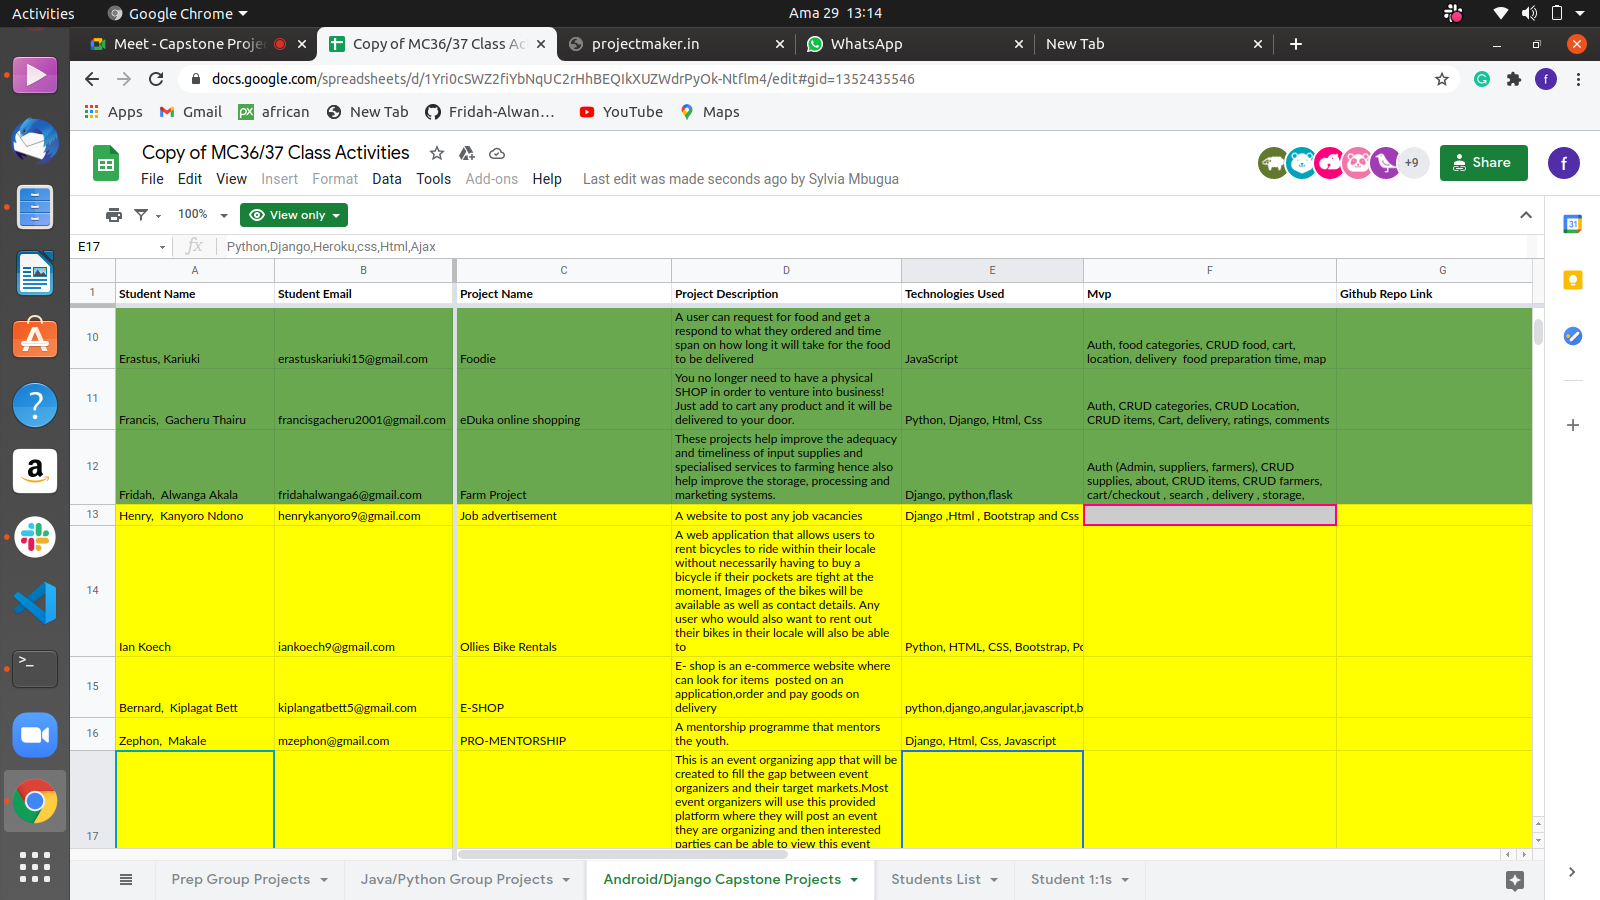 Activities
Google Chrome
Ama 29 13:14
Meet - Capstone Proje
Copy of MC36/37 Class Ac
projectmaker.in
WhatsApp
New Tab
docs.google.com/spreadsheets/d/1Yri0cSWZ2fiYbNqUC2rHhBEQIkXUZWdrPyOk-Ntflm4/edit#gid=1352435546
f
Apps
Gmail
african
New Tab
Fridah-Alwan...
YouTube
Maps
Copy of MC36/37 Class Activities
+9
Share
f
File Edit View Insert Format Data Tools Add-ons Help
Last edit was made seconds ago by Sylvia Mbugua
100%
View only
E17
fx
Python,Django,Heroku,css,Html,Ajax
A B C D E F G
1 Student Name Student Email Project Name Project Description Technologies Used Mvp Github Repo Link
10
Erastus, Kariuki
erastuskariuki15@gmail.com
Foodie
A user can request for food and get a
respond to what they ordered and time
span on how long it will take for the food
to be delivered
JavaScript
Auth, food categories, CRUD food, cart,
location, delivery food preparation time, map
11
Francis, Gacheru Thairu
francisgacheru2001@gmail.com
eDuka online shopping
You no longer need to have a physical
SHOP in order to venture into business!
Just add to cart any product and it will be
delivered to your door.
Python, Django, Html, Css
Auth, CRUD categories, CRUD Location,
CRUD items, Cart, delivery, ratings, comments
12
Fridah, Alwanga Akala
fridahalwanga6@gmail.com
Farm Project
These projects help improve the adequacy
and timeliness of input supplies and
specialised services to farming hence also
help improve the storage, processing and
marketing systems.
Django, python,flask
Auth (Admin, suppliers, farmers), CRUD
supplies, about, CRUD items, CRUD farmers,
cart/checkout , search , delivery , storage,
13
Henry, Kanyoro Ndono
henrykanyoro9@gmail.com
Job advertisement
A website to post any job vacancies
Django ,Html , Bootstrap and Css
14
Ian Koech
iankoech9@gmail.com
Ollies Bike Rentals
A web application that allows users to
rent bicycles to ride within their locale
without necessarily having to buy a
bicycle if their pockets are tight at the
moment, Images of the bikes will be
available as well as contact details. Any
user who would also want to rent out
their bikes in their locale will also be able
to
Python, HTML, CSS, Bootstrap, Po
15
Bernard, Kiplagat Bett
kiplangatbett5@gmail.com
E-SHOP
E- shop is an e-commerce website where
can look for items posted on an
application,order and pay goods on
delivery
python,django,angular,javascript,b
16
Zephon, Makale
mzephon@gmail.com
PRO-MENTORSHIP
A mentorship programme that mentors
the youth.
Django, Html, Css, Javascript
17
This is an event organizing app that will be
created to fill the gap between event
organizers and their target markets.Most
event organizers will use this provided
platform where they will post an event
they are organizing and then interested
parties can be able to view this event
Prep Group Projects
Java/Python Group Projects
Android/Django Capstone Projects
Students List
Student 1:1s